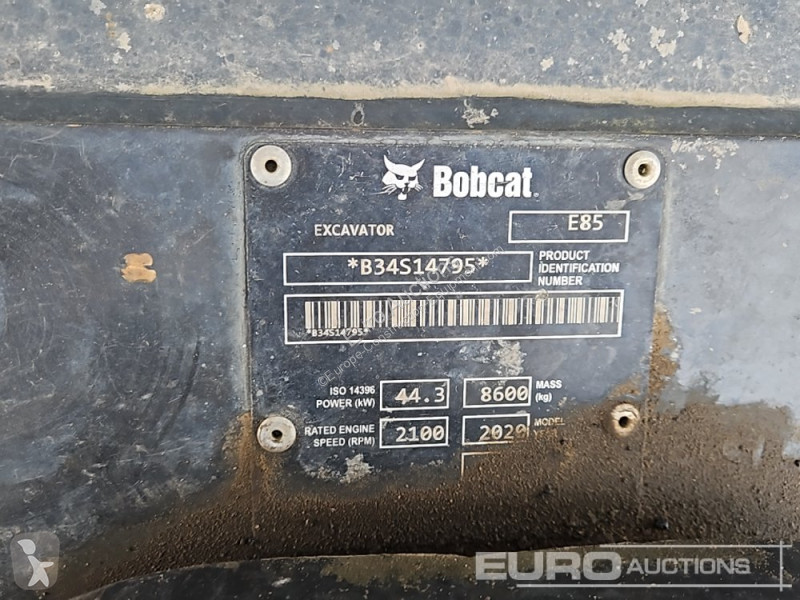 Bobcat
EXCAVATOR E85
*B34S14795* PRODUCT
IDENTIFICATION
NUMBER
*B34S14795*
ISO 14396
POWER (kW) 44.3 8600 MASS
(kg)
RATED ENGINE
SPEED (RPM) 2100 2020 MODEL
EURO AUCTIONS